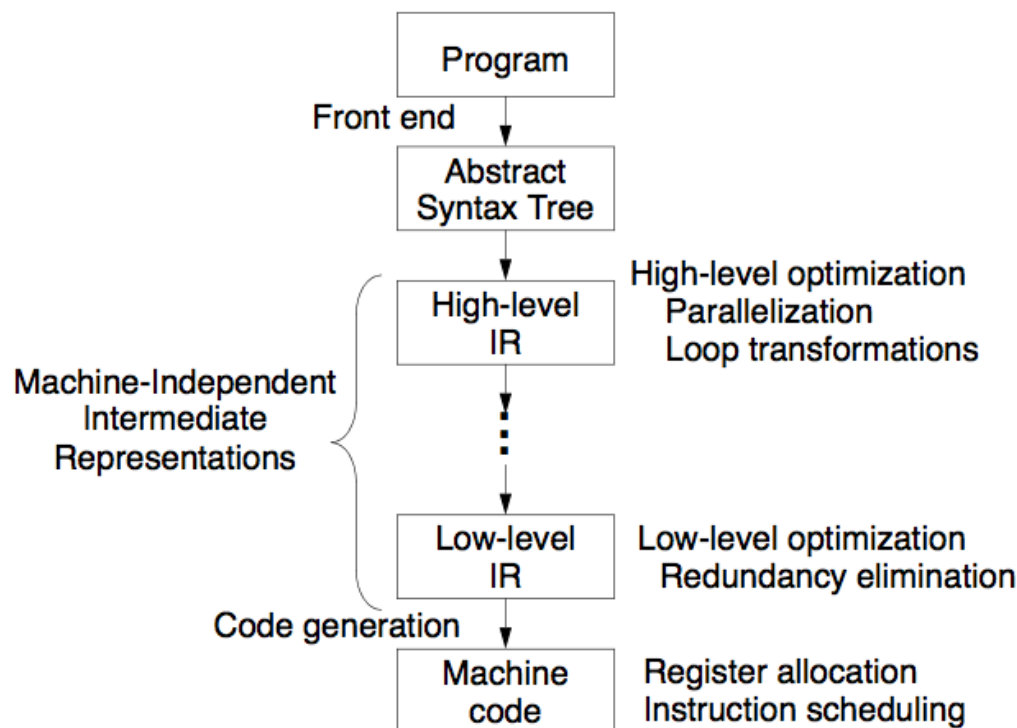 Program
Front end
Abstract
Syntax Tree
High-level optimization
Parallelization
Loop transformations
High-level
IR
Machine-Independent
Intermediate
Representations
Low-level
IR
Low-level optimization
Redundancy elimination
Code generation
Machine
code
Register allocation
Instruction scheduling